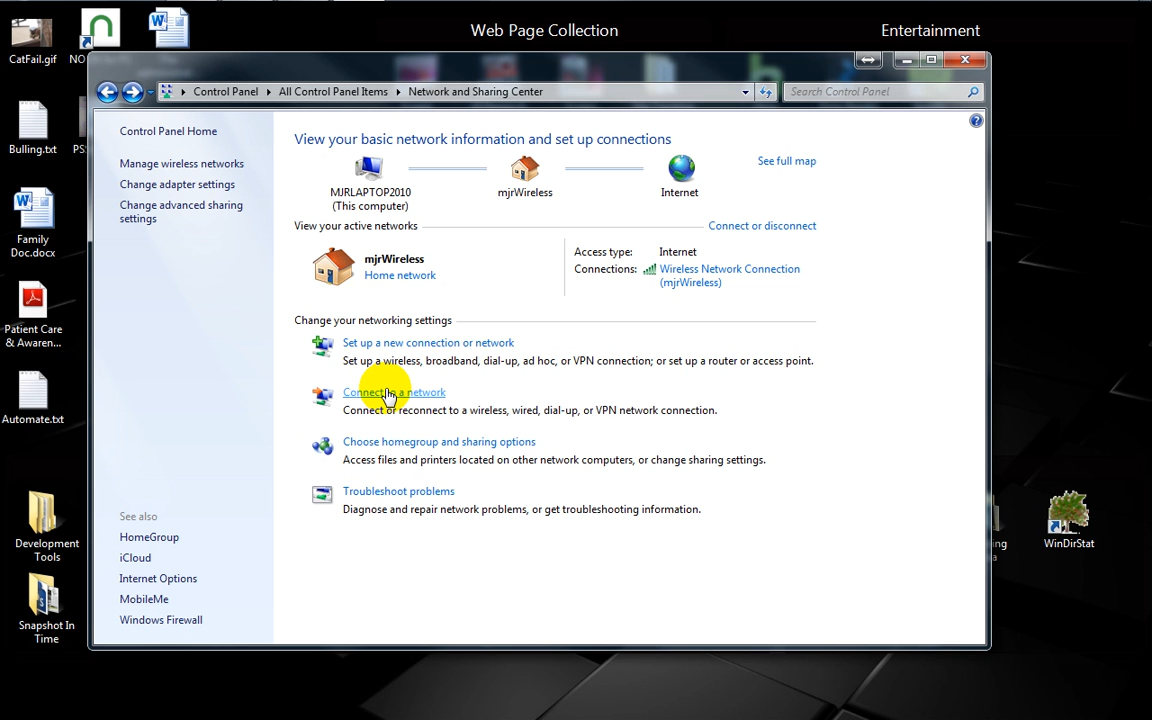 Web Page Collection
Entertainment
CatFail.gif
NO
Bulling.txt
PS
Family
Doc.docx
Patient Care
& Awaren...
Automate.txt
Development
Tools
Snapshot In
Time
WinDirStat
Control Panel
All Control Panel Items
Network and Sharing Center
Search Control Panel
Control Panel Home
Manage wireless networks
Change adapter settings
Change advanced sharing
settings
See also
HomeGroup
iCloud
Internet Options
MobileMe
Windows Firewall
View your basic network information and set up connections
See full map
MJRLAPTOP2010
(This computer)
mjrWireless
Internet
View your active networks
Connect or disconnect
mjrWireless
Home network
Access type: Internet
Connections: Wireless Network Connection
(mjrWireless)
Change your networking settings
Set up a new connection or network
Set up a wireless, broadband, dial-up, ad hoc, or VPN connection; or set up a router or access point.
Connect to a network
Connect or reconnect to a wireless, wired, dial-up, or VPN network connection.
Choose homegroup and sharing options
Access files and printers located on other network computers, or change sharing settings.
Troubleshoot problems
Diagnose and repair network problems, or get troubleshooting information.